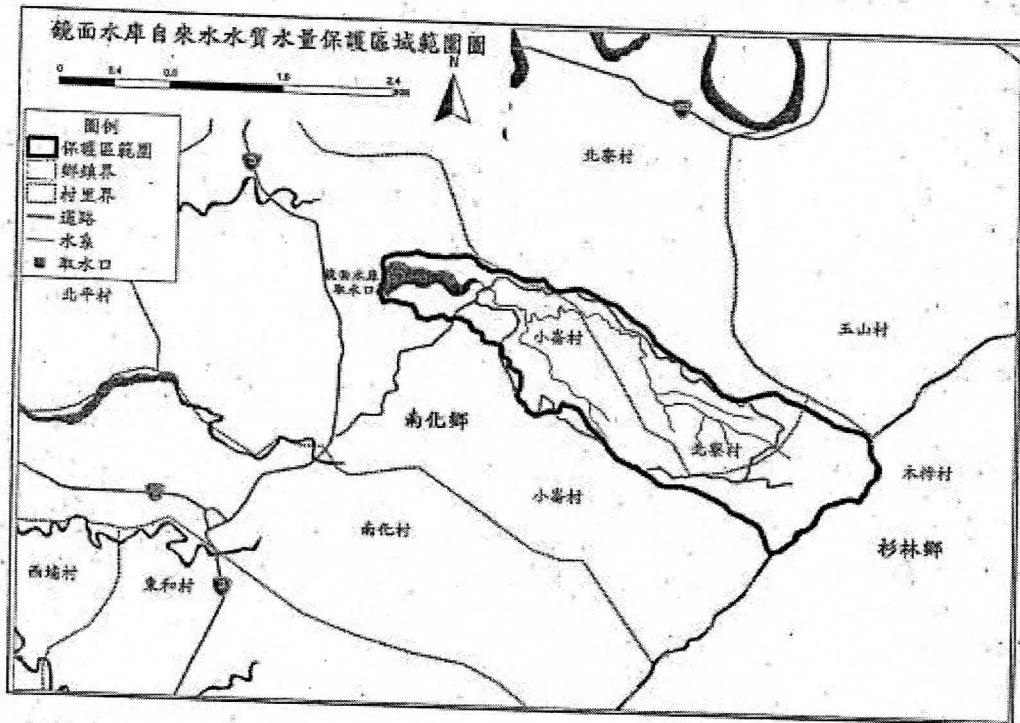 鏡面水庫自來水水質水量保護區域範圍圖
0 0.4 0.8 1.6 2.4
N
圖例
保護區範圍
鄉鎮界
村里界
道路
水系
取水口
北寮村
鏡面水庫
取水口
北平村
小崙村
玉山村
南化鄉
北寮村
木梓村
小崙村
南化村
杉林鄉
西埔村
東和村